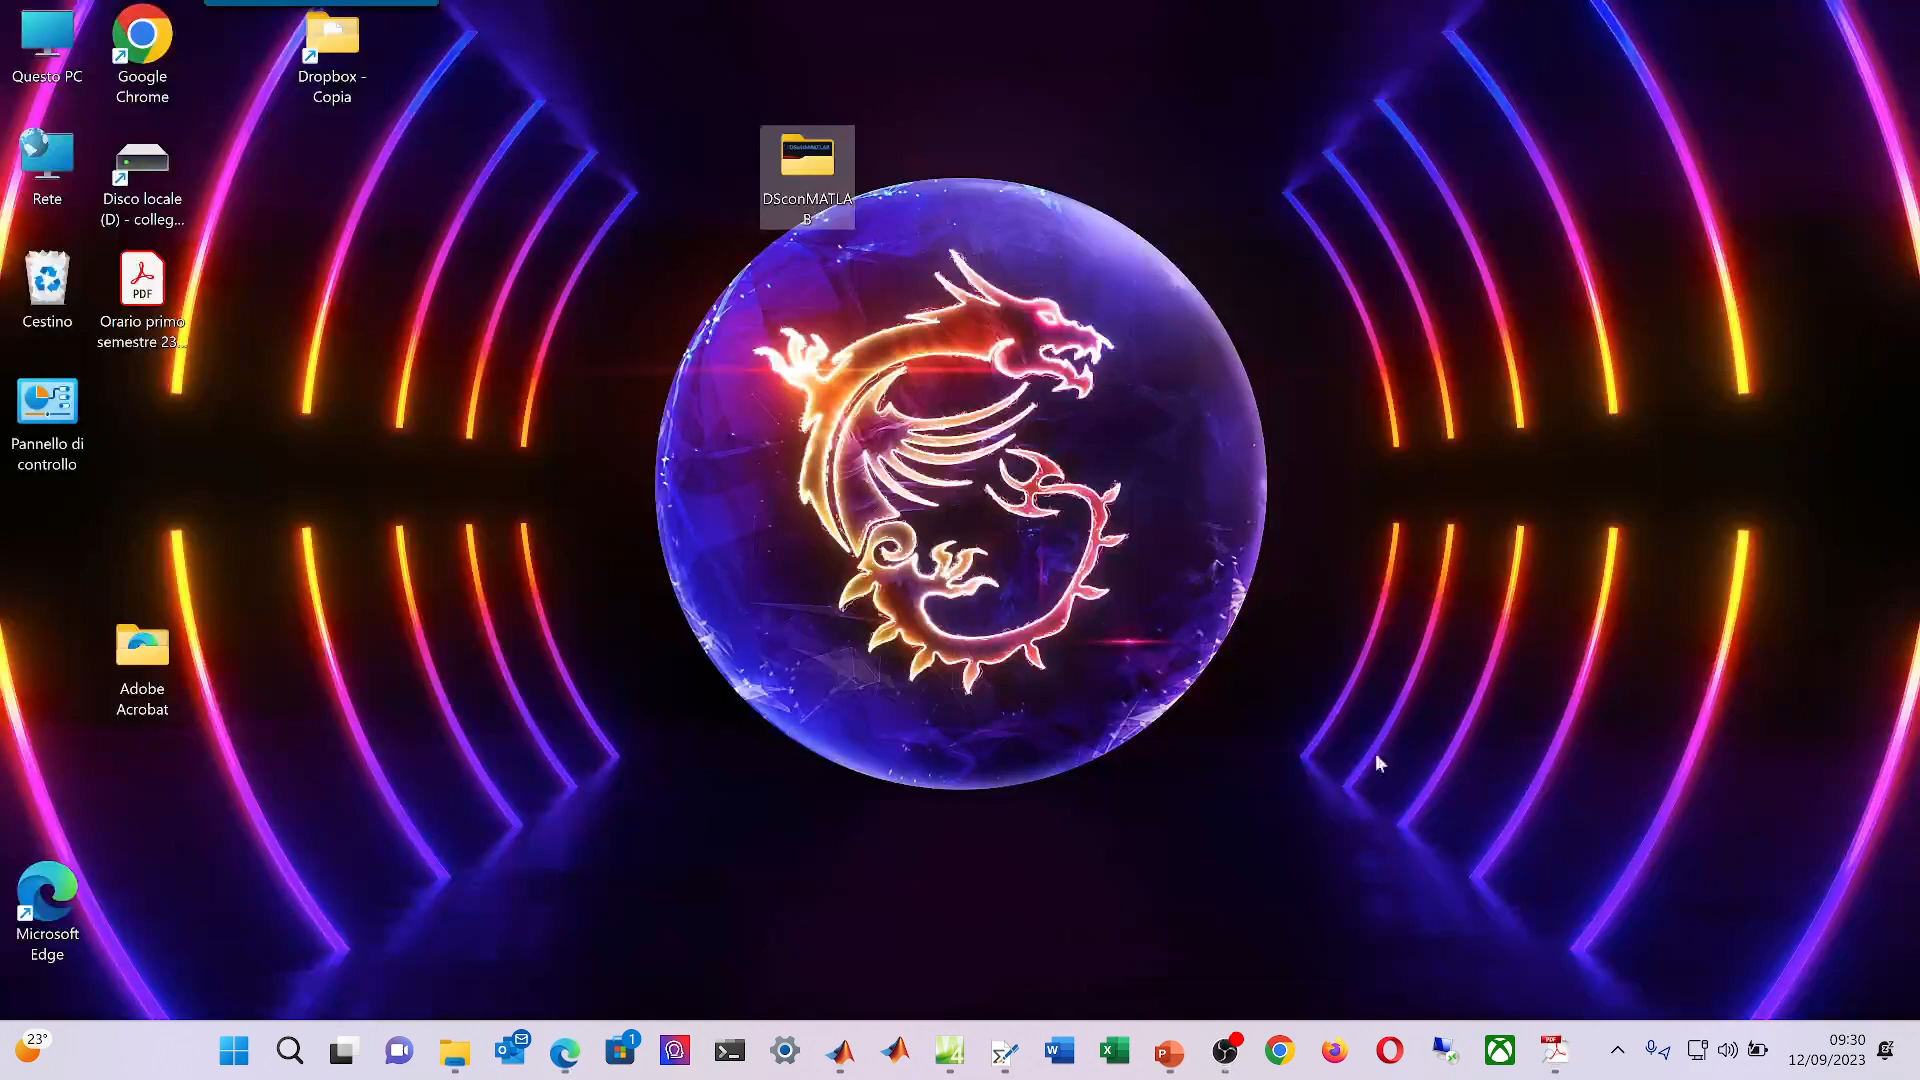 Questo PC
Google
Chrome
Dropbox -
Copia
DSconMATLA
B
Rete
Disco locale
(D) - colleg...
Cestino
PDF
Orario primo
semestre 23...
Pannello di
controllo
Adobe
Acrobat
Microsoft
Edge
23°
1
09:30
12/09/2023